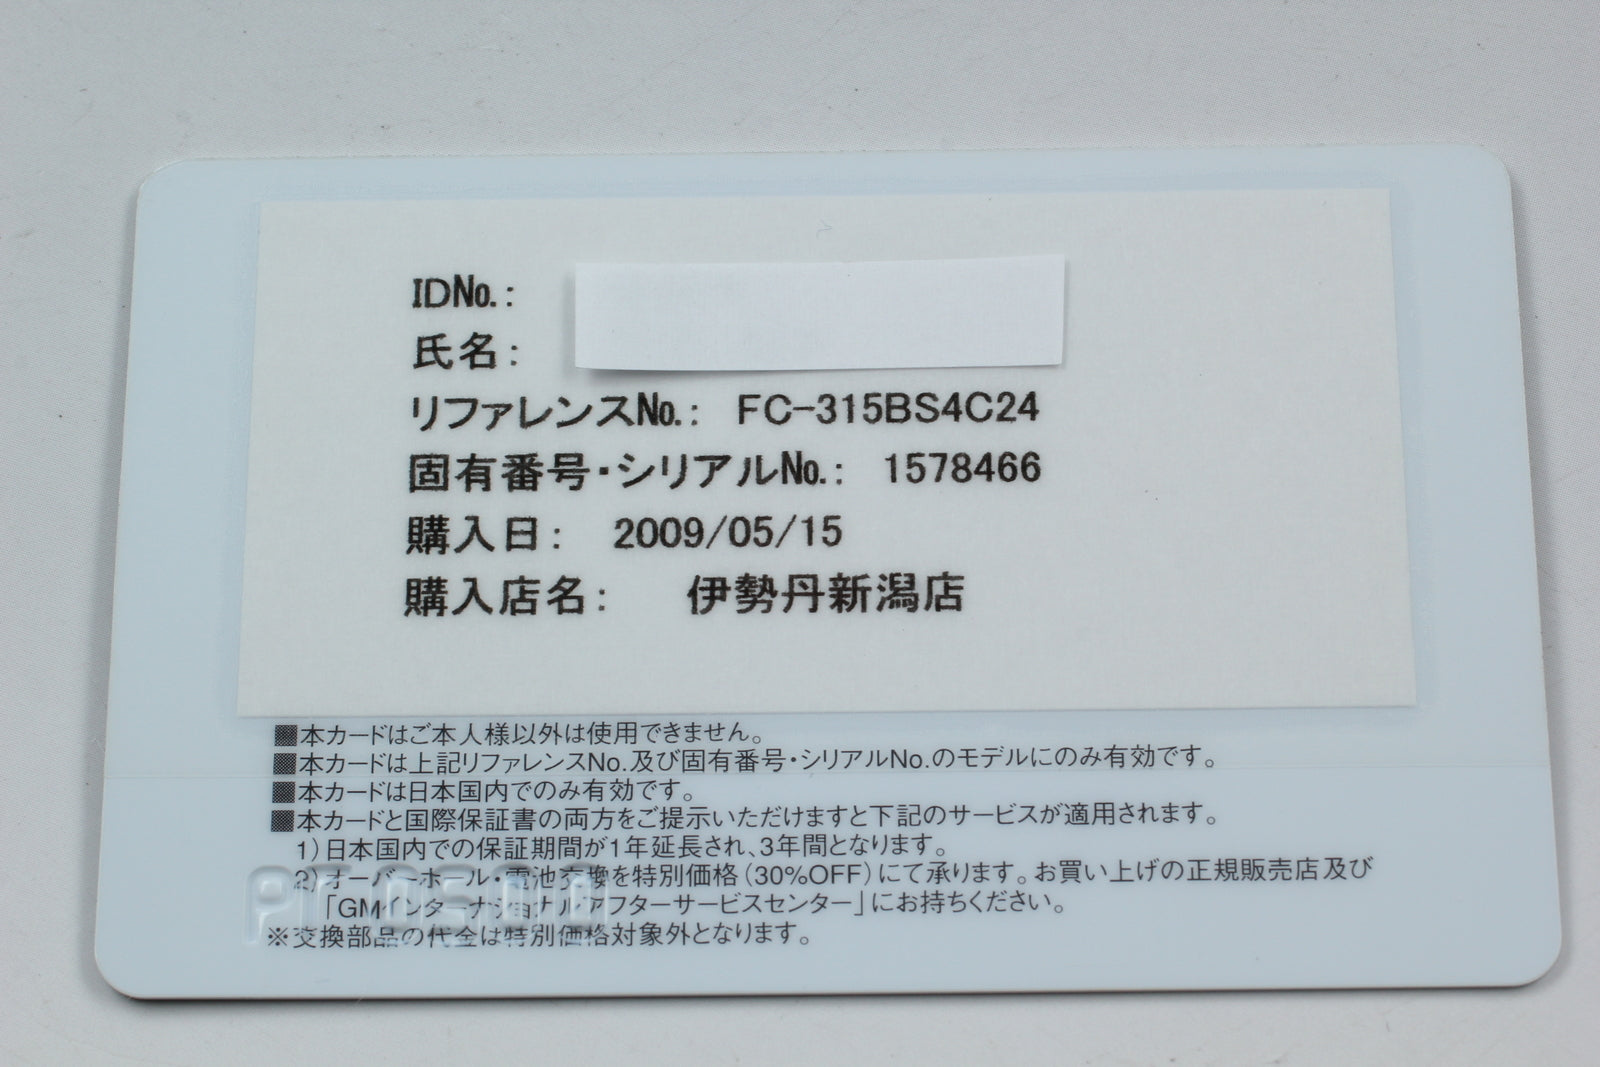 IDNo.:
氏名:
リファレンスNo.: FC-315BS4C24
固有番号・シリアルNo.: 1578466
購入日: 2009/05/15
購入店名: 伊勢丹新潟店
■本カードはご本人様以外は使用できません。
■本カードは上記リファレンスNo.及び固有番号・シリアルNo.のモデルにのみ有効です。
■本カードは日本国内でのみ有効です。
■本カードと国際保証書の両方をご提示いただけますと下記のサービスが適用されます。
1)日本国内での保証期間が1年延長され、3年間となります。
2)オーバーホール・電池交換を特別価格(30%OFF)にて承ります。お買い上げの正規販売店及び
「GMインターナショナルアフターサービスセンター」にお持ちください。
※交換部品の代金は特別価格対象外となります。